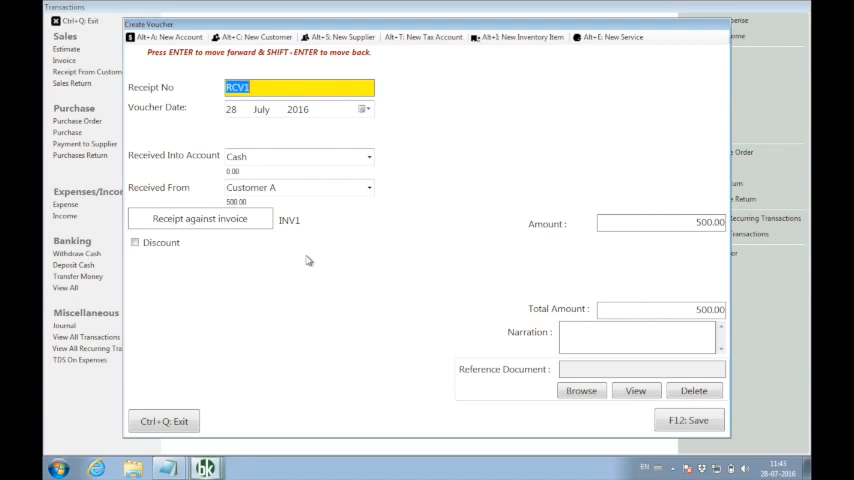 Transactions
Ctrl+Q: Exit
Sales
Estimate
Invoice
Receipt From Custom
Sales Return
Purchase
Purchase Order
Purchase
Payment to Supplier
Purchases Return
Expenses/Incor
Expense
Income
Banking
Withdraw Cash
Deposit Cash
Transfer Money
View All
Miscellaneous
Journal
View All Transactions
View All Recurring Tra
TDS On Expenses
Create Voucher
Alt+A: New Account
Alt+C: New Customer
Alt+S: New Supplier
Alt+T: New Tax Account
Alt+I: New Inventory Item
Alt+E: New Service
Press ENTER to move forward & SHIFT+ENTER to move back.
Receipt No
RCV1
Voucher Date:
28 July 2016
Received Into Account
Cash
0.00
Received From
Customer A
500.00
Receipt against invoice
INV1
Discount
Amount :
500.00
Total Amount :
500.00
Narration :
Reference Document :
Browse
View
Delete
Ctrl+Q: Exit
F12: Save
ense
ome
e Order
urn
e Return
ecurring Transactions
Transactions
or
bk
EN
11:43
28-07-2016